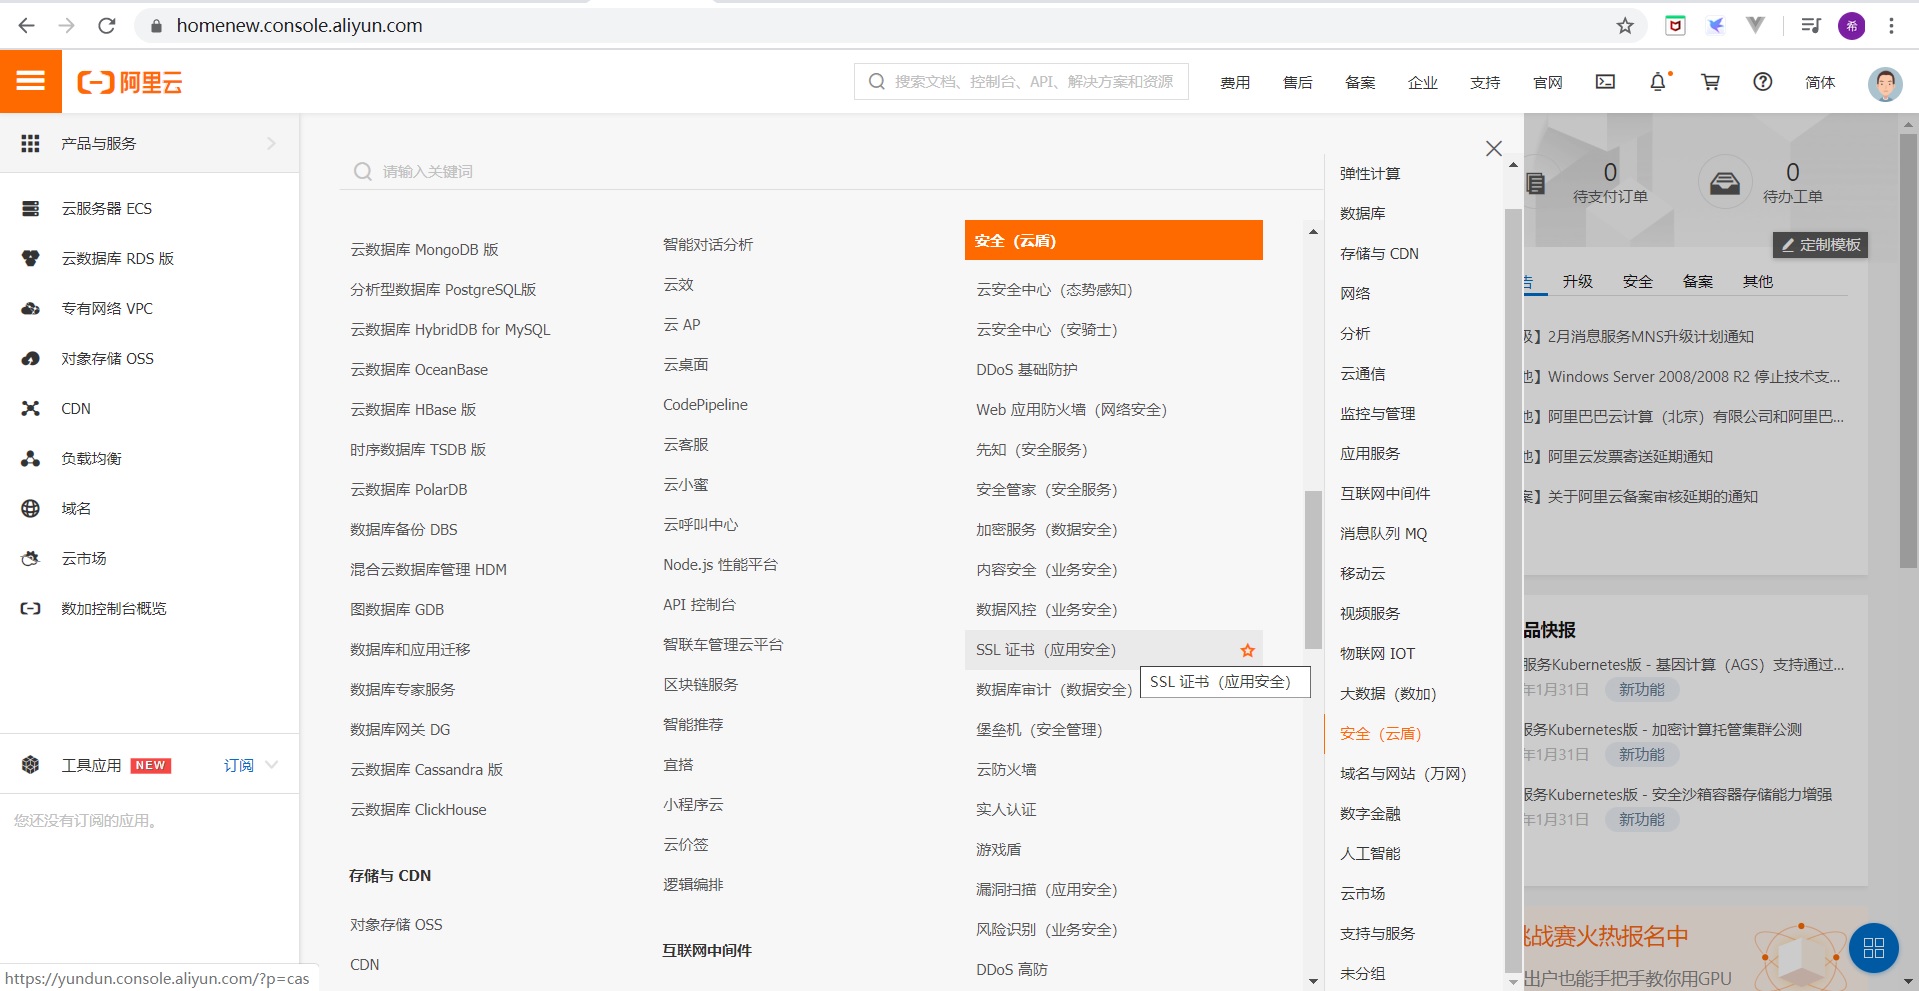 homenew.console.aliyun.com
希
阿里云
搜索文档、控制台、API、解决方案和资源
费用
售后
备案
企业
支持
官网
简体
产品与服务
云服务器 ECS
云数据库 RDS 版
专有网络 VPC
对象存储 OSS
CDN
负载均衡
域名
云市场
数加控制台概览
工具应用 NEW 订阅
您还没有订阅的应用。
https://yundun.console.aliyun.com/?p=cas
请输入关键词
云数据库 MongoDB 版
分析型数据库 PostgreSQL版
云数据库 HybridDB for MySQL
云数据库 OceanBase
云数据库 HBase 版
时序数据库 TSDB 版
云数据库 PolarDB
数据库备份 DBS
混合云数据库管理 HDM
图数据库 GDB
数据库和应用迁移
数据库专家服务
数据库网关 DG
云数据库 Cassandra 版
云数据库 ClickHouse
存储与 CDN
对象存储 OSS
CDN
智能对话分析
云效
云 AP
云桌面
CodePipeline
云客服
云小蜜
云呼叫中心
Node.js 性能平台
API 控制台
智联车管理云平台
区块链服务
智能推荐
宜搭
小程序云
云价签
逻辑编排
互联网中间件
安全（云盾）
云安全中心（态势感知）
云安全中心（安骑士）
DDoS 基础防护
Web 应用防火墙（网络安全）
先知（安全服务）
安全管家（安全服务）
加密服务（数据安全）
内容安全（业务安全）
数据风控（业务安全）
SSL 证书（应用安全）
SSL 证书（应用安全）
数据库审计（数据安全）
堡垒机（安全管理）
云防火墙
实人认证
游戏盾
漏洞扫描（应用安全）
风险识别（业务安全）
DDoS 高防
弹性计算
数据库
存储与 CDN
网络
分析
云通信
监控与管理
应用服务
互联网中间件
消息队列 MQ
移动云
视频服务
物联网 IOT
大数据（数加）
安全（云盾）
域名与网站（万网）
数字金融
人工智能
云市场
支持与服务
未分组
0
待支付订单
0
待办工单
定制模板
告 升级 安全 备案 其他
级】2月消息服务MNS升级计划通知
他】Windows Server 2008/2008 R2 停止技术支...
他】阿里巴巴云计算（北京）有限公司和阿里巴...
他】阿里云发票寄送延期通知
案】关于阿里云备案审核延期的通知
品快报
服务Kubernetes版 - 基因计算（AGS）支持通过...
年1月31日 新功能
服务Kubernetes版 - 加密计算托管集群公测
年1月31日 新功能
服务Kubernetes版 - 安全沙箱容器存储能力增强
年1月31日 新功能
挑战赛火热报名中
出户也能手把手教你用GPU